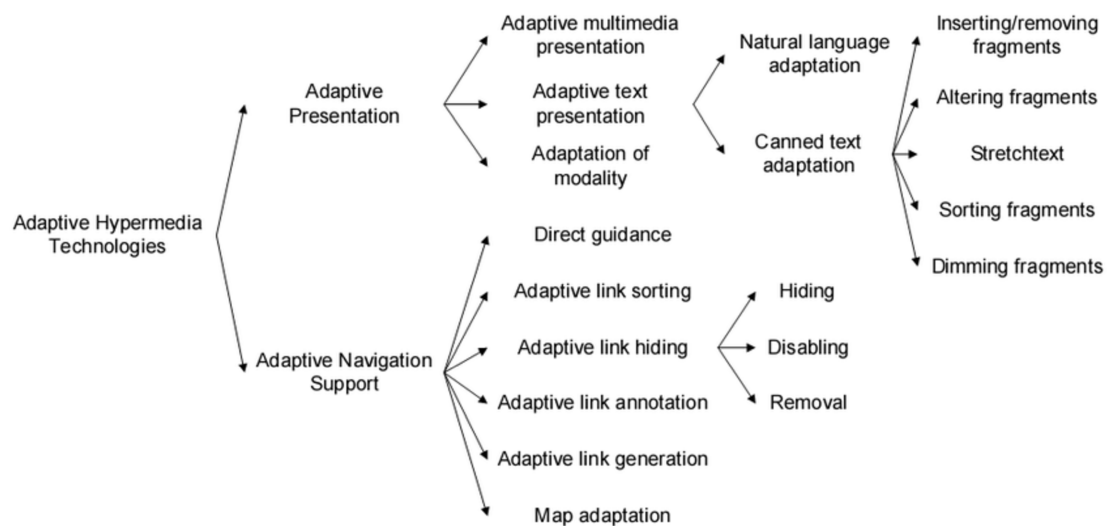 Adaptive Hypermedia
Technologies
Adaptive
Presentation
Adaptive multimedia
presentation
Adaptive text
presentation
Natural language
adaptation
Canned text
adaptation
Inserting/removing
fragments
Altering fragments
Stretchtext
Sorting fragments
Dimming fragments
Adaptation of
modality
Adaptive Navigation
Support
Direct guidance
Adaptive link sorting
Adaptive link hiding
Hiding
Disabling
Removal
Adaptive link annotation
Adaptive link generation
Map adaptation